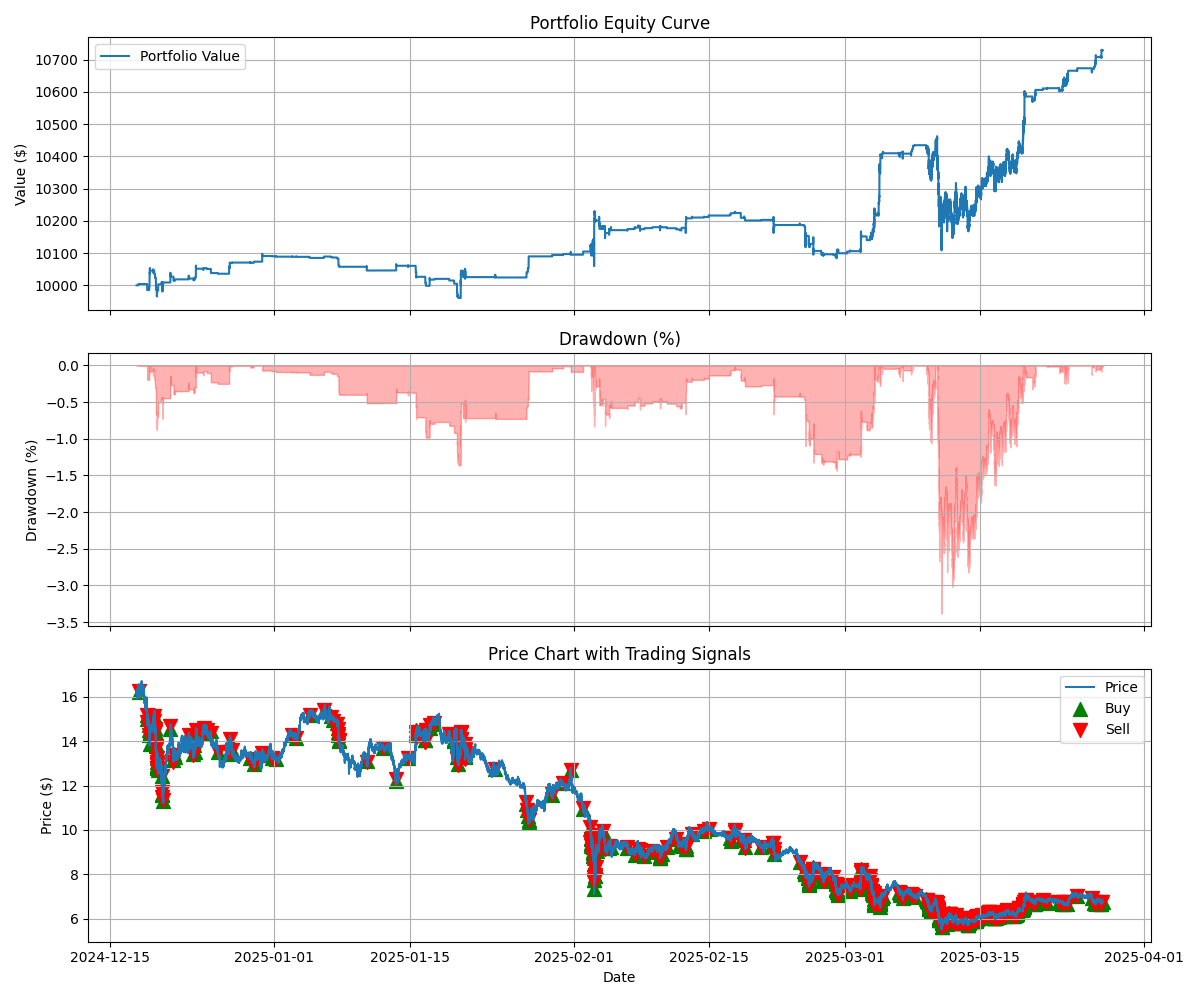 Portfolio Equity Curve
Portfolio Value
Value ($)
10700
10600
10500
10400
10300
10200
10100
10000
Drawdown (%)
Drawdown (%)
0.0
−0.5
−1.0
−1.5
−2.0
−2.5
−3.0
−3.5
Price Chart with Trading Signals
Price
Buy
Sell
Price ($)
16
14
12
10
8
6
2024-12-15
2025-01-01
2025-01-15
2025-02-01
2025-02-15
2025-03-01
2025-03-15
2025-04-01
Date